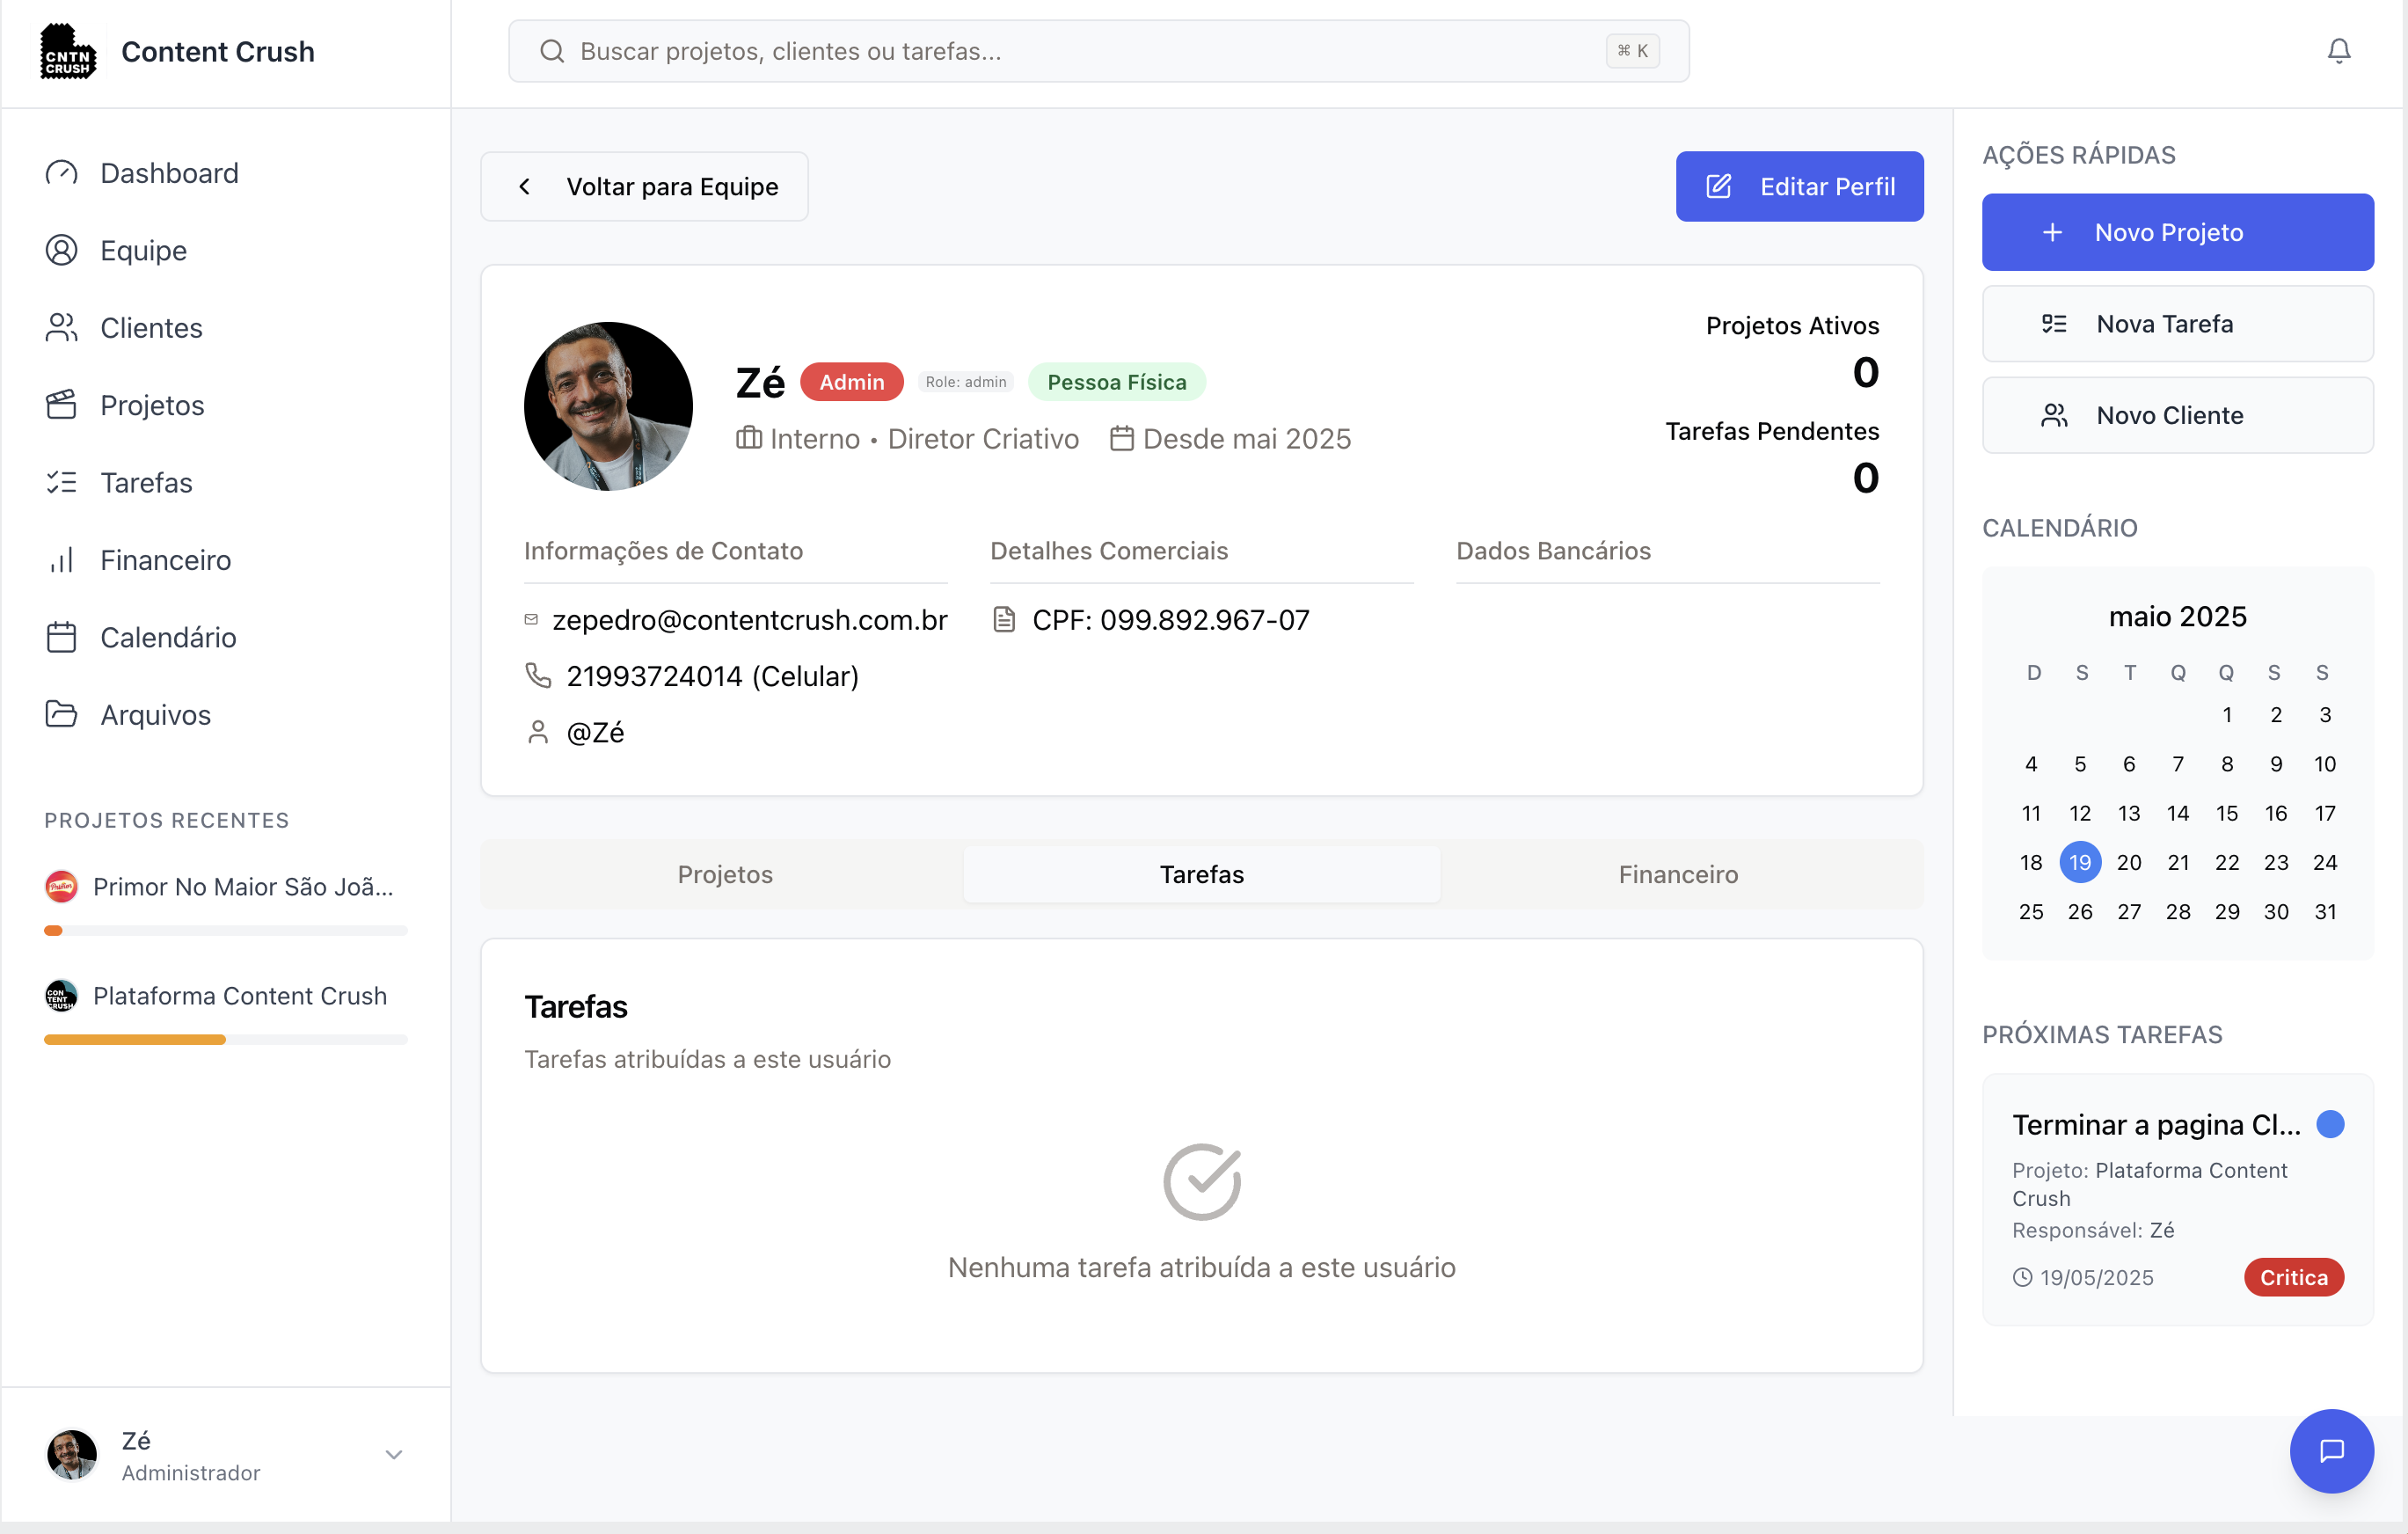 CNTN
CRUSH
Content Crush
Buscar projetos, clientes ou tarefas...
⌘ K
Dashboard
Equipe
Clientes
Projetos
Tarefas
Financeiro
Calendário
Arquivos
PROJETOS RECENTES
Primor No Maior São Joã...
Plataforma Content Crush
Zé
Administrador
Voltar para Equipe
Editar Perfil
Zé
Admin
Role: admin
Pessoa Física
Interno • Diretor Criativo
Desde mai 2025
Projetos Ativos
0
Tarefas Pendentes
0
Informações de Contato
zepedro@contentcrush.com.br
21993724014 (Celular)
@Zé
Detalhes Comerciais
CPF: 099.892.967-07
Dados Bancários
Projetos
Tarefas
Financeiro
Tarefas
Tarefas atribuídas a este usuário
Nenhuma tarefa atribuída a este usuário
AÇÕES RÁPIDAS
Novo Projeto
Nova Tarefa
Novo Cliente
CALENDÁRIO
maio 2025
D S T Q Q S S
1 2 3
4 5 6 7 8 9 10
11 12 13 14 15 16 17
18 19 20 21 22 23 24
25 26 27 28 29 30 31
PRÓXIMAS TAREFAS
Terminar a pagina Cl...
Projeto: Plataforma Content
Crush
Responsável: Zé
19/05/2025
Critica